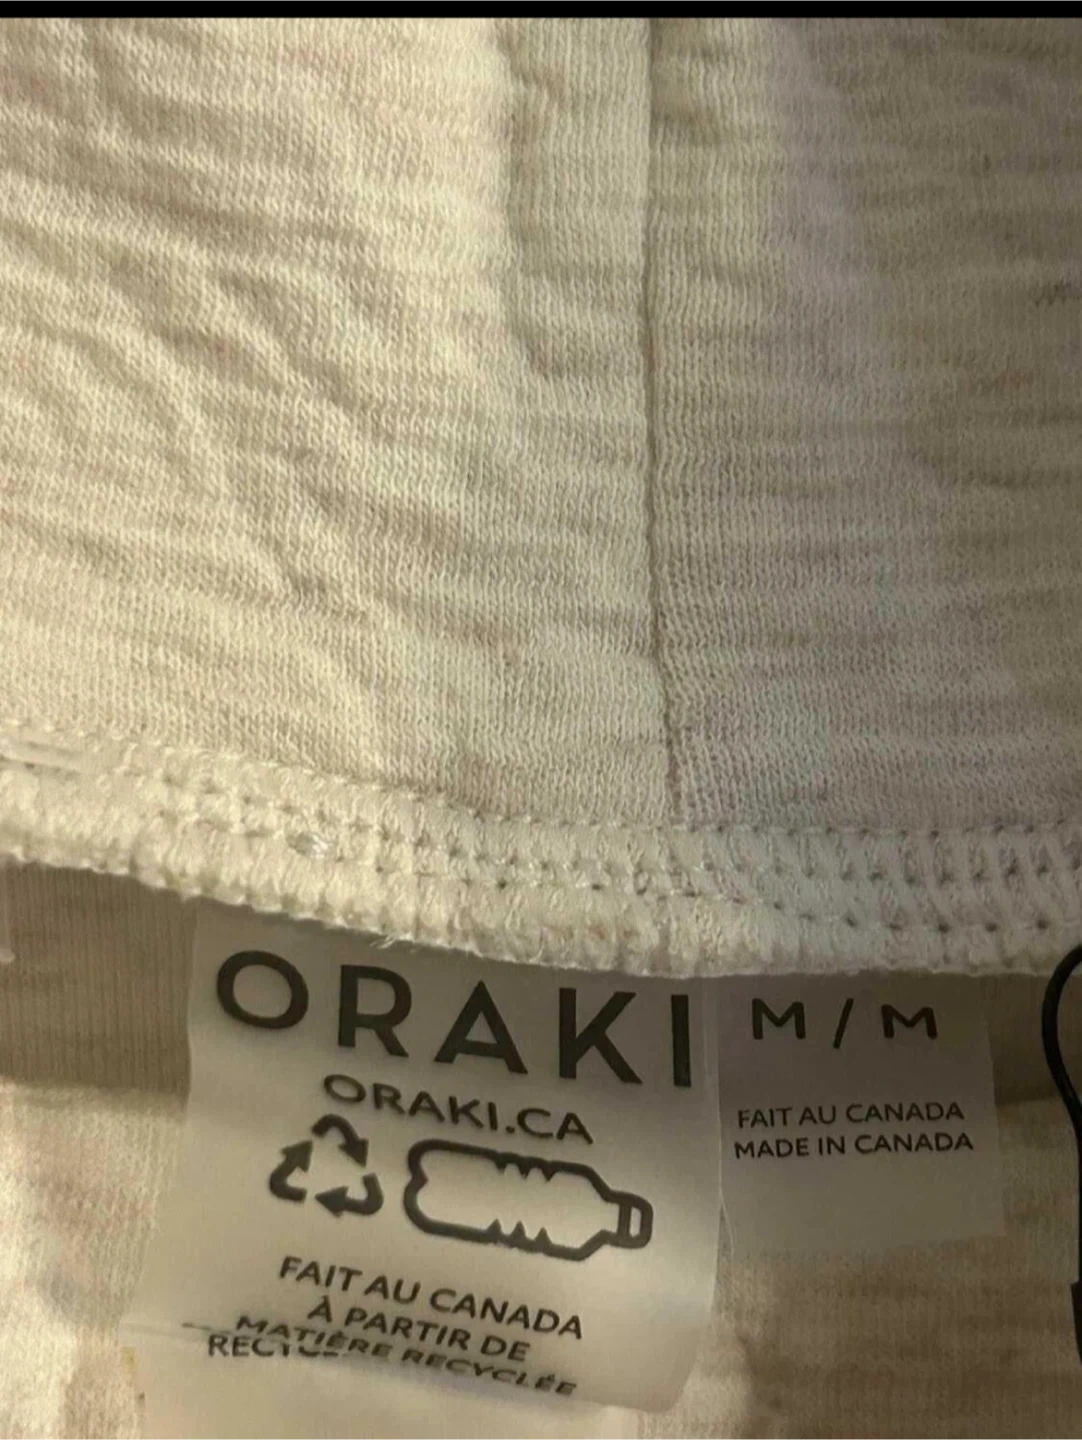 ORAKI
ORAKI.CA
FAIT AU CANADA
À PARTIR DE
MATIÈRE RECYCLÉE
M / M
FAIT AU CANADA
MADE IN CANADA